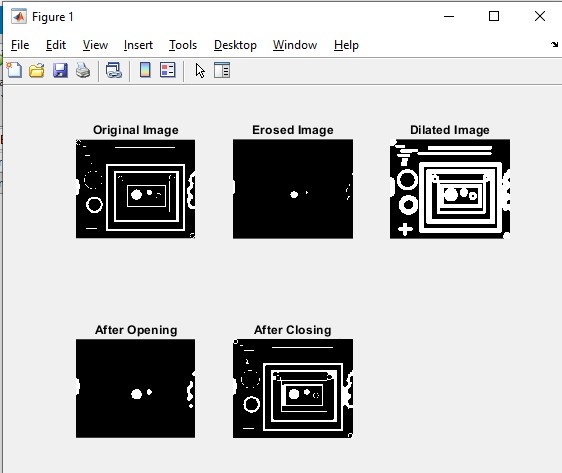 Figure 1
File Edit View Insert Tools Desktop Window Help
Original Image Erosed Image Dilated Image
After Opening After Closing